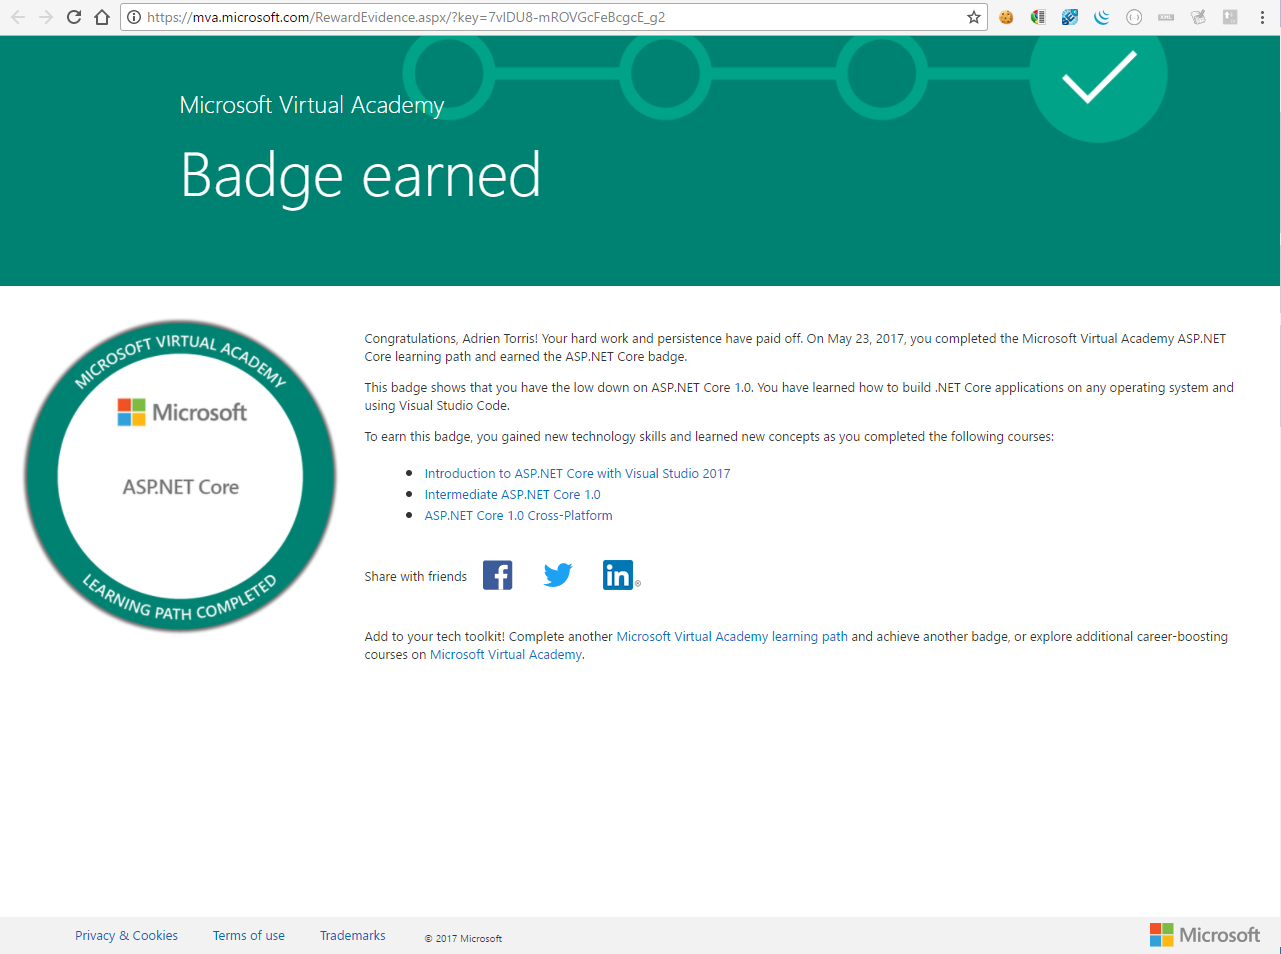 https://mva.microsoft.com/RewardEvidence.aspx/?key=7vIDU8-mROVGcFeBcgcE_g2
Microsoft Virtual Academy
Badge earned
MICROSOFT VIRTUAL ACADEMY
Microsoft
ASP.NET Core
LEARNING PATH COMPLETED
Congratulations, Adrien Torris! Your hard work and persistence have paid off. On May 23, 2017, you completed the Microsoft Virtual Academy ASP.NET
Core learning path and earned the ASP.NET Core badge.
This badge shows that you have the low down on ASP.NET Core 1.0. You have learned how to build .NET Core applications on any operating system and
using Visual Studio Code.
To earn this badge, you gained new technology skills and learned new concepts as you completed the following courses:
Introduction to ASP.NET Core with Visual Studio 2017
Intermediate ASP.NET Core 1.0
ASP.NET Core 1.0 Cross-Platform
Share with friends
f
in ®
Add to your tech toolkit! Complete another Microsoft Virtual Academy learning path and achieve another badge, or explore additional career-boosting
courses on Microsoft Virtual Academy.
Privacy & Cookies
Terms of use
Trademarks
© 2017 Microsoft
Microsoft